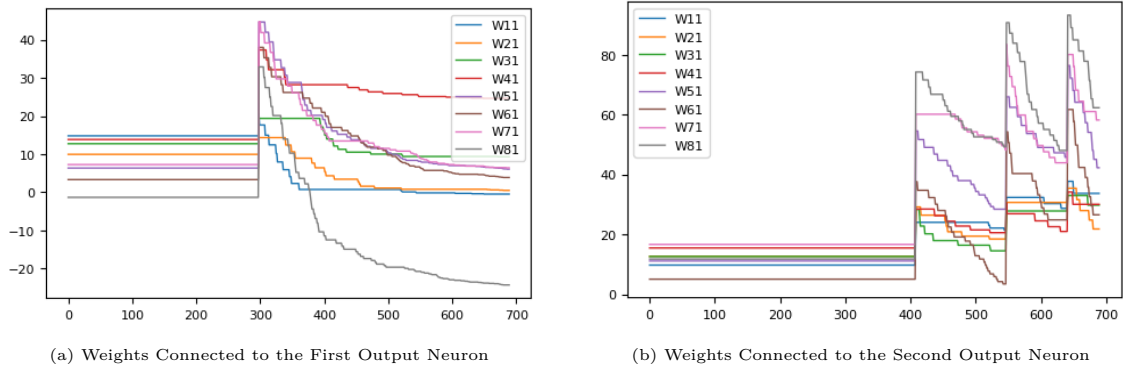 40
30
20
10
0
−10
−20
0
100
200
300
400
500
600
700
W11
W21
W31
W41
W51
W61
W71
W81
(a) Weights Connected to the First Output Neuron
80
60
40
20
0
0
100
200
300
400
500
600
700
W11
W21
W31
W41
W51
W61
W71
W81
(b) Weights Connected to the Second Output Neuron